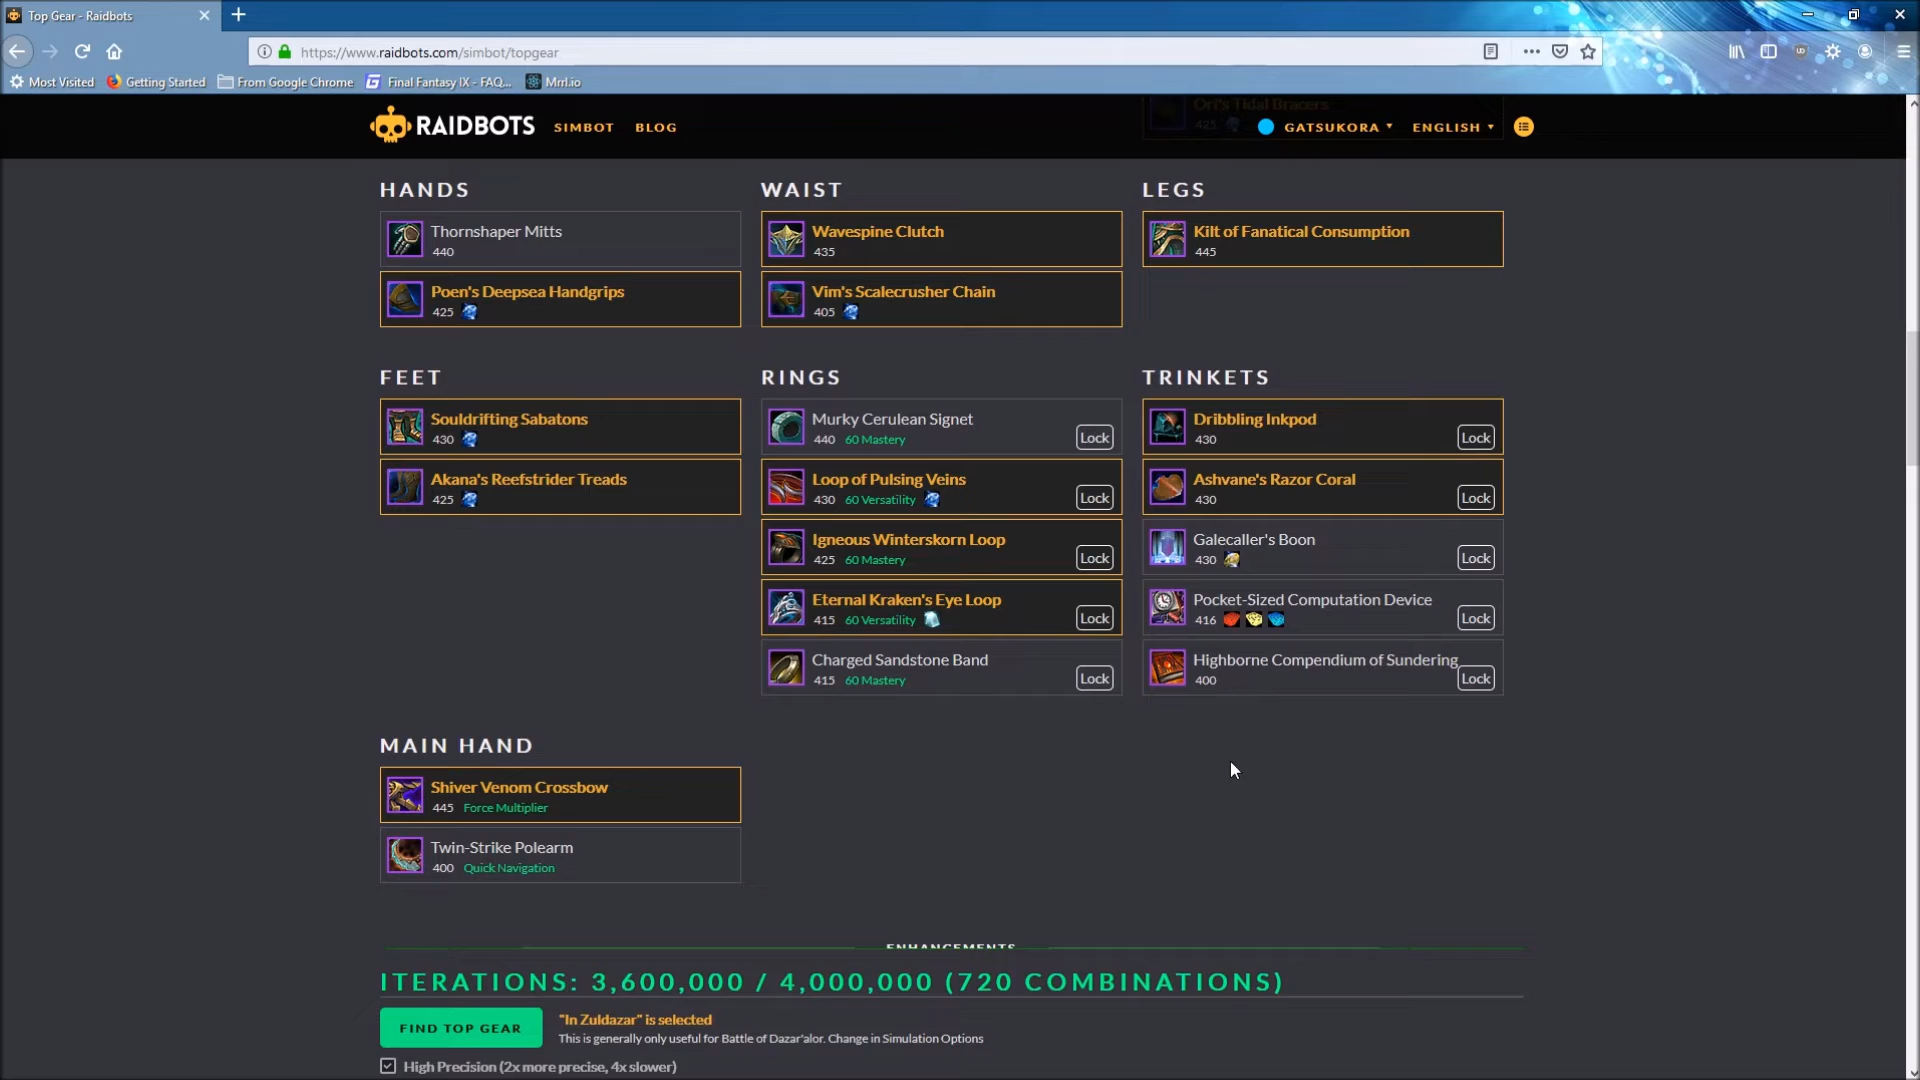 Top Gear - Raidbots
https://www.raidbots.com/simbot/topgear
Most Visited
Getting Started
From Google Chrome
Final Fantasy IX - FAQ...
Mrrl.io
RAIDBOTS
SIMBOT
BLOG
Ori's Tidal Bracers
425
GATSUKORA
ENGLISH
HANDS
Thornshaper Mitts
440
Poen's Deepsea Handgrips
425
WAIST
Wavespine Clutch
435
Vim's Scalecrusher Chain
405
LEGS
Kilt of Fanatical Consumption
445
FEET
Souldrifting Sabatons
430
Akana's Reefstrider Treads
425
RINGS
Murky Cerulean Signet
440 60 Mastery
Lock
Loop of Pulsing Veins
430 60 Versatility
Lock
Igneous Winterskorn Loop
425 60 Mastery
Lock
Eternal Kraken's Eye Loop
415 60 Versatility
Lock
Charged Sandstone Band
415 60 Mastery
Lock
TRINKETS
Dribbling Inkpod
430
Lock
Ashvane's Razor Coral
430
Lock
Galecaller's Boon
430
Lock
Pocket-Sized Computation Device
416
Lock
Highborne Compendium of Sundering
400
Lock
MAIN HAND
Shiver Venom Crossbow
445 Force Multiplier
Twin-Strike Polearm
400 Quick Navigation
ENHANCEMENTS
ITERATIONS: 3,600,000 / 4,000,000 (720 COMBINATIONS)
FIND TOP GEAR
"In Zuldazar" is selected
This is generally only useful for Battle of Dazar'alor. Change in Simulation Options
High Precision (2x more precise, 4x slower)